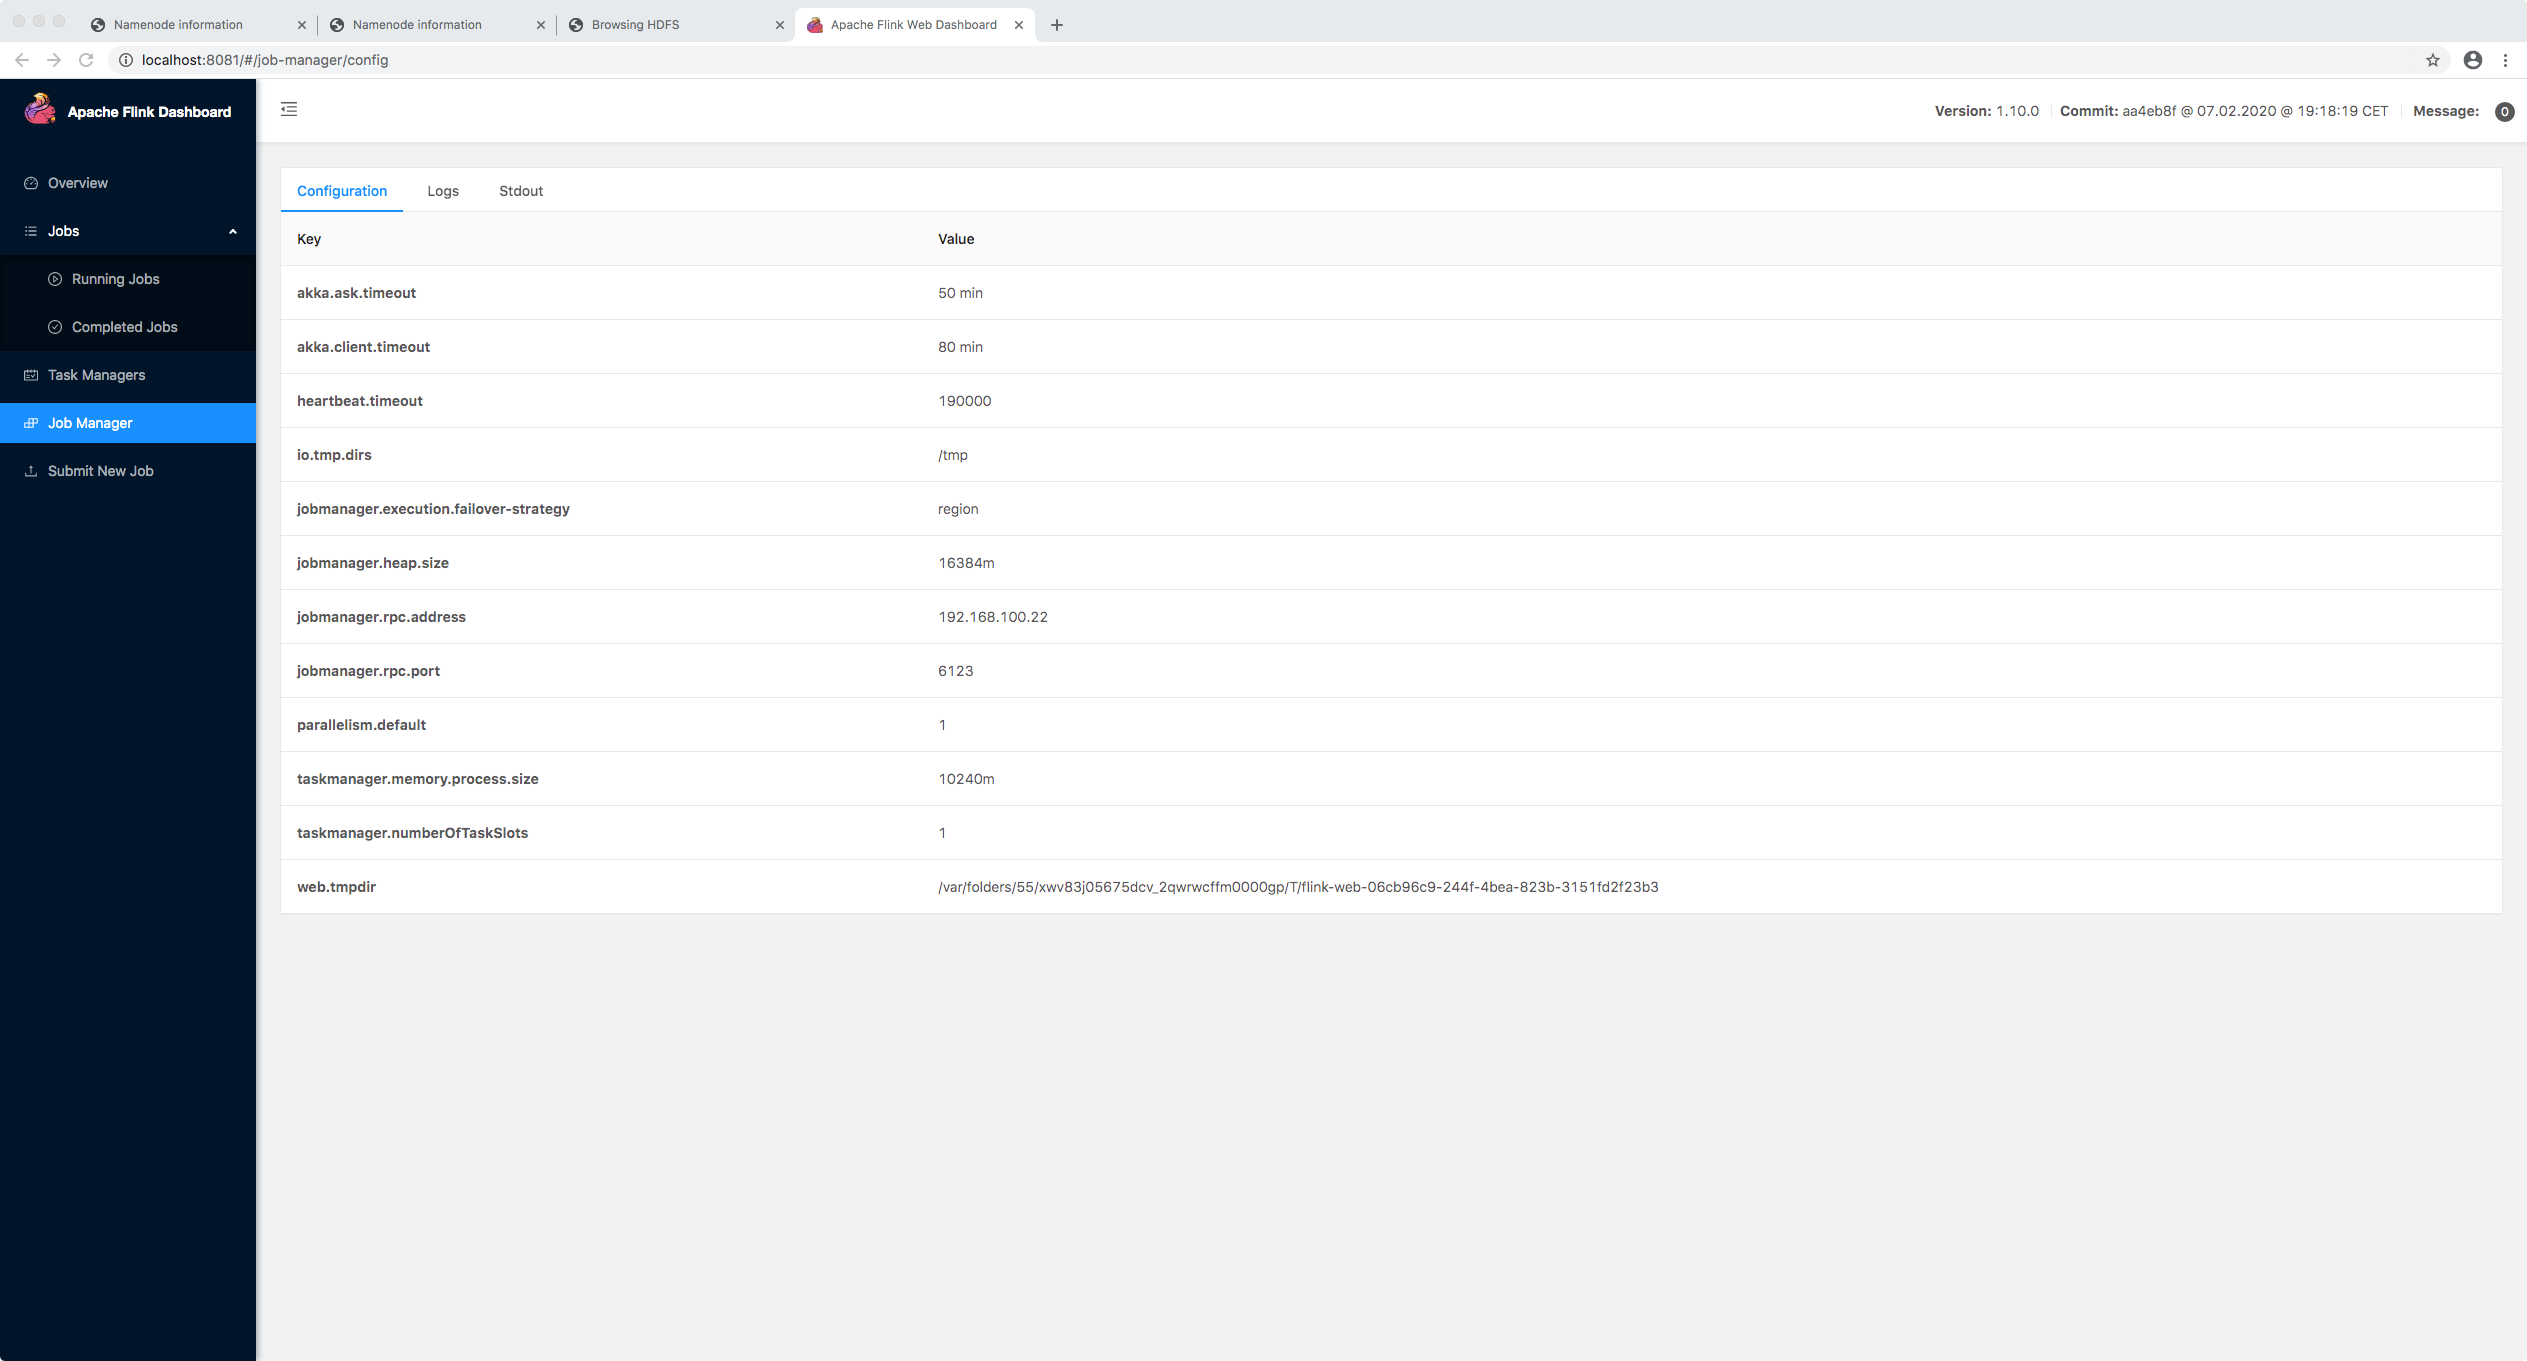 Namenode information
Namenode information
Browsing HDFS
Apache Flink Web Dashboard
localhost:8081/#/job-manager/config
Apache Flink Dashboard
Version: 1.10.0 Commit: aa4eb8f @ 07.02.2020 @ 19:18:19 CET Message: 0
Overview
Jobs
Running Jobs
Completed Jobs
Task Managers
Job Manager
Submit New Job
Configuration Logs Stdout
Key Value
akka.ask.timeout 50 min
akka.client.timeout 80 min
heartbeat.timeout 190000
io.tmp.dirs /tmp
jobmanager.execution.failover-strategy region
jobmanager.heap.size 16384m
jobmanager.rpc.address 192.168.100.22
jobmanager.rpc.port 6123
parallelism.default 1
taskmanager.memory.process.size 10240m
taskmanager.numberOfTaskSlots 1
web.tmpdir /var/folders/55/xwv83j05675dcv_2qwrwcffm0000gp/T/flink-web-06cb96c9-244f-4bea-823b-3151fd2f23b3